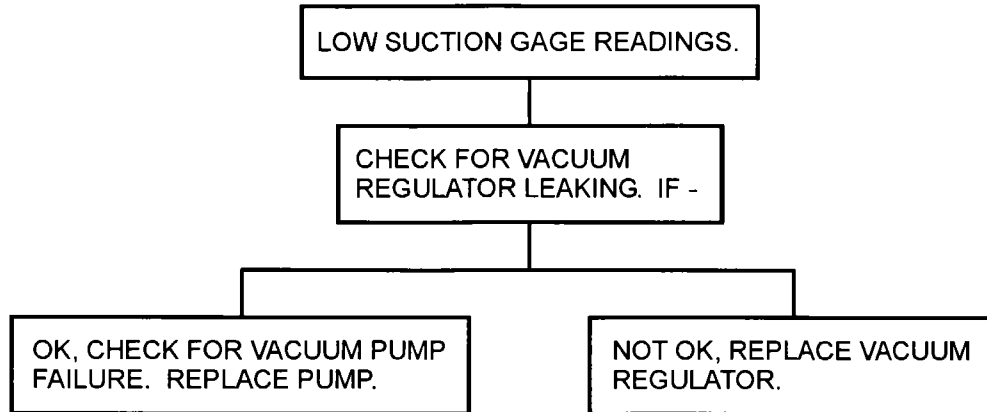 LOW SUCTION GAGE READINGS.
CHECK FOR VACUUM
REGULATOR LEAKING. IF -
OK, CHECK FOR VACUUM PUMP
FAILURE. REPLACE PUMP.
NOT OK, REPLACE VACUUM
REGULATOR.